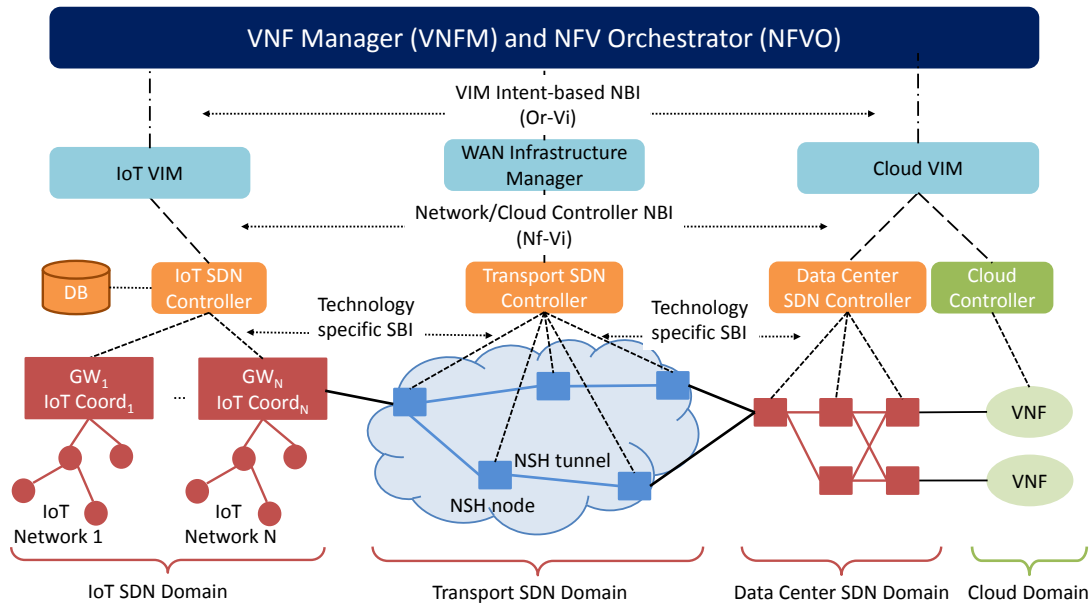 VNF Manager (VNFM) and NFV Orchestrator (NFVO)
VIM Intent-based NBI
(Or-Vi)
IoT VIM
WAN Infrastructure
Manager
Cloud VIM
Network/Cloud Controller NBI
(Nf-Vi)
DB
IoT SDN
Controller
Transport SDN
Controller
Data Center
SDN Controller
Cloud
Controller
Technology
specific SBI
Technology
specific SBI
GW1
IoT Coord1
...
GWN
IoT CoordN
VNF
NSH tunnel
NSH node
VNF
IoT
Network 1
IoT
Network N
IoT SDN Domain
Transport SDN Domain
Data Center SDN Domain
Cloud Domain